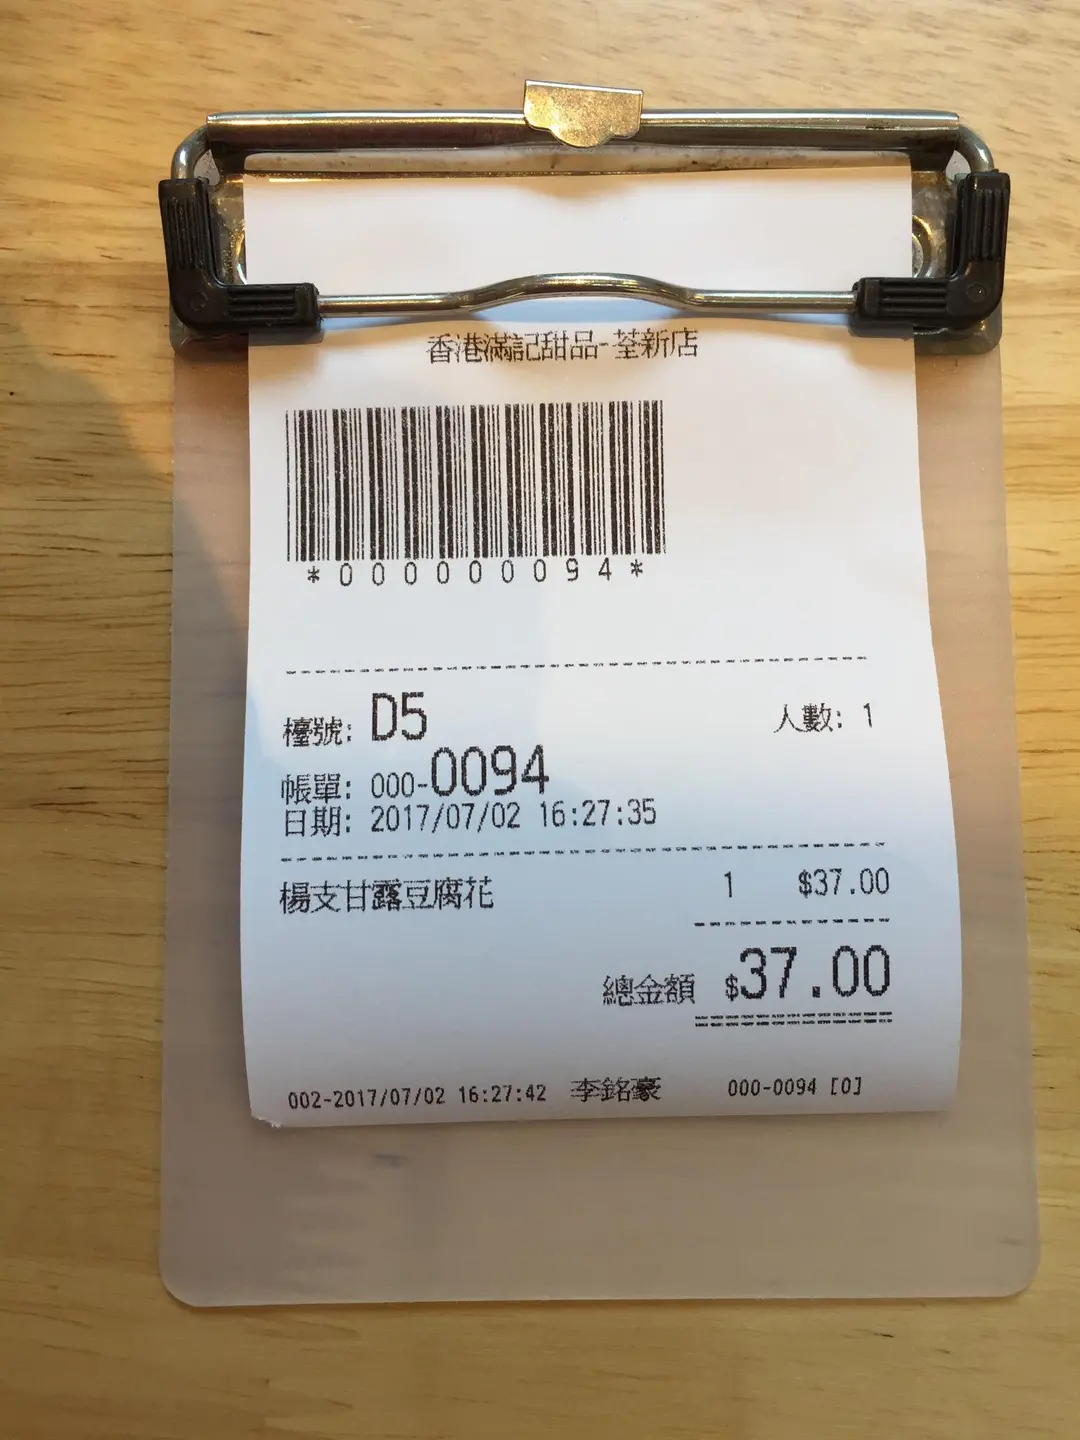 香港滿記甜品-荃新店
*000000094*
檯號: D5 人數: 1
帳單: 000-0094
日期: 2017/07/02 16:27:35
楊支甘露豆腐花 1 $37.00
總金額 $37.00
002-2017/07/02 16:27:42 李銘豪 000-0094 [0]